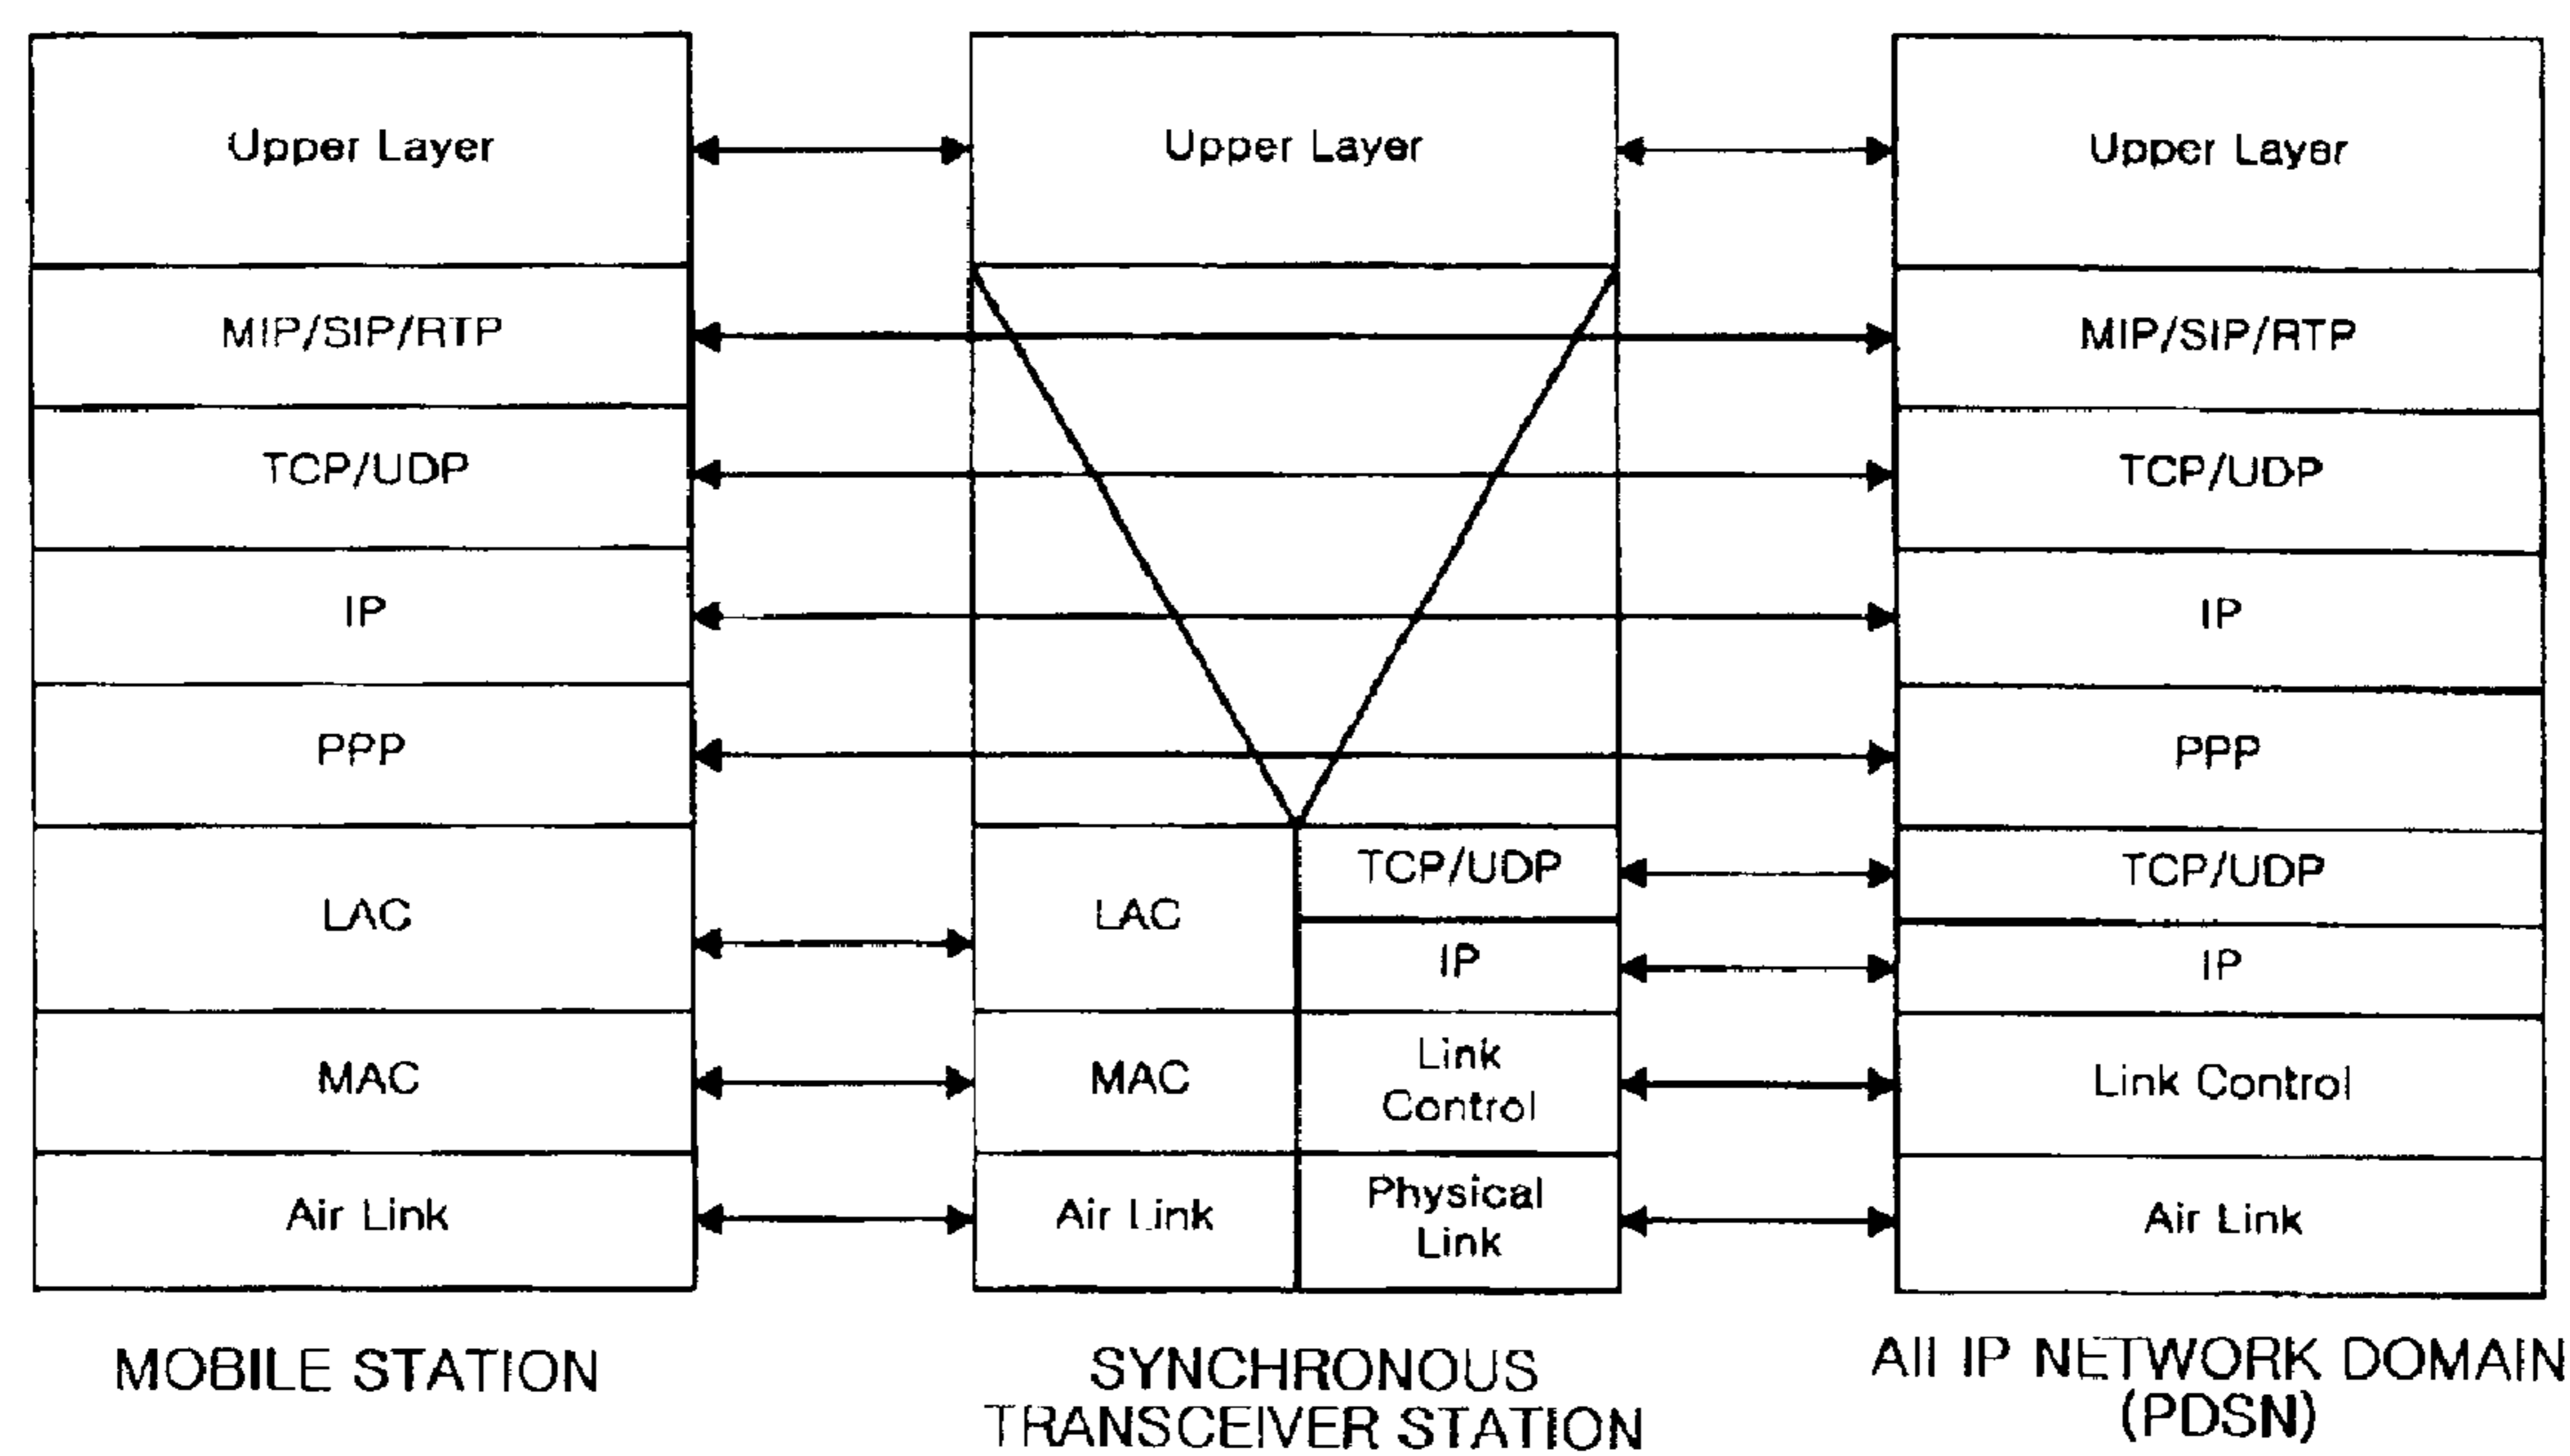 Upper Layer
MIP/SIP/RTP
TCP/UDP
IP
PPP
LAC
MAC
Air Link
MOBILE STATION
Upper Layer
LAC
MAC
Air Link
TCP/UDP
IP
Link
Control
Physical
Link
SYNCHRONOUS
TRANSCEIVER STATION
Upper Layer
MIP/SIP/RTP
TCP/UDP
IP
PPP
TCP/UDP
IP
Link Control
Air Link
All IP NETWORK DOMAIN
(PDSN)